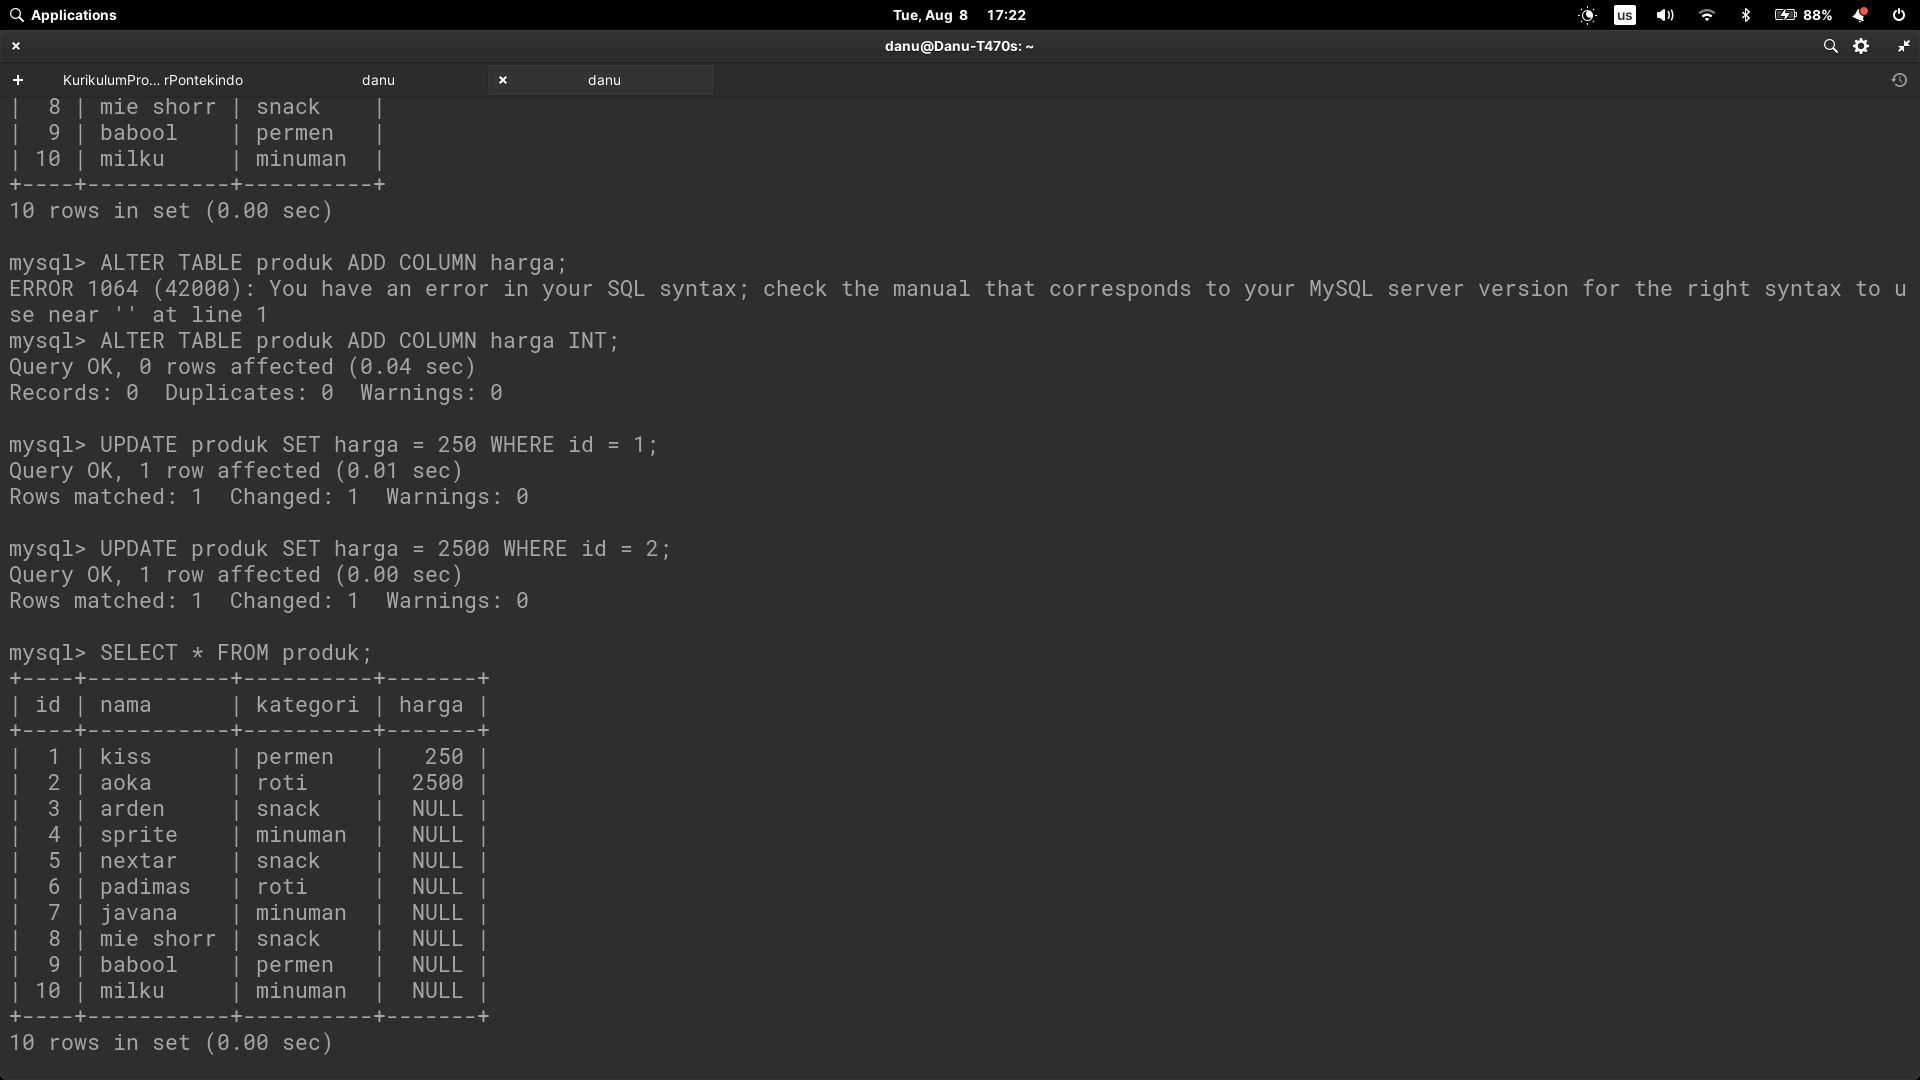 Applications
Tue, Aug 8 17:22
us
88%
danu@Danu-T470s: ~
KurikulumPro... rPontekindo
danu
danu
|  8 | mie shorr | snack    |
|  9 | babool    | permen   |
| 10 | milku     | minuman  |
+----+-----------+----------+
10 rows in set (0.00 sec)
mysql> ALTER TABLE produk ADD COLUMN harga;
ERROR 1064 (42000): You have an error in your SQL syntax; check the manual that corresponds to your MySQL server version for the right syntax to u
se near '' at line 1
mysql> ALTER TABLE produk ADD COLUMN harga INT;
Query OK, 0 rows affected (0.04 sec)
Records: 0  Duplicates: 0  Warnings: 0
mysql> UPDATE produk SET harga = 250 WHERE id = 1;
Query OK, 1 row affected (0.01 sec)
Rows matched: 1  Changed: 1  Warnings: 0
mysql> UPDATE produk SET harga = 2500 WHERE id = 2;
Query OK, 1 row affected (0.00 sec)
Rows matched: 1  Changed: 1  Warnings: 0
mysql> SELECT * FROM produk;
+----+-----------+----------+-------+
| id | nama      | kategori | harga |
+----+-----------+----------+-------+
|  1 | kiss      | permen   |   250 |
|  2 | aoka      | roti     |  2500 |
|  3 | arden     | snack    |  NULL |
|  4 | sprite    | minuman  |  NULL |
|  5 | nextar    | snack    |  NULL |
|  6 | padimas   | roti     |  NULL |
|  7 | javana    | minuman  |  NULL |
|  8 | mie shorr | snack    |  NULL |
|  9 | babool    | permen   |  NULL |
| 10 | milku     | minuman  |  NULL |
+----+-----------+----------+-------+
10 rows in set (0.00 sec)